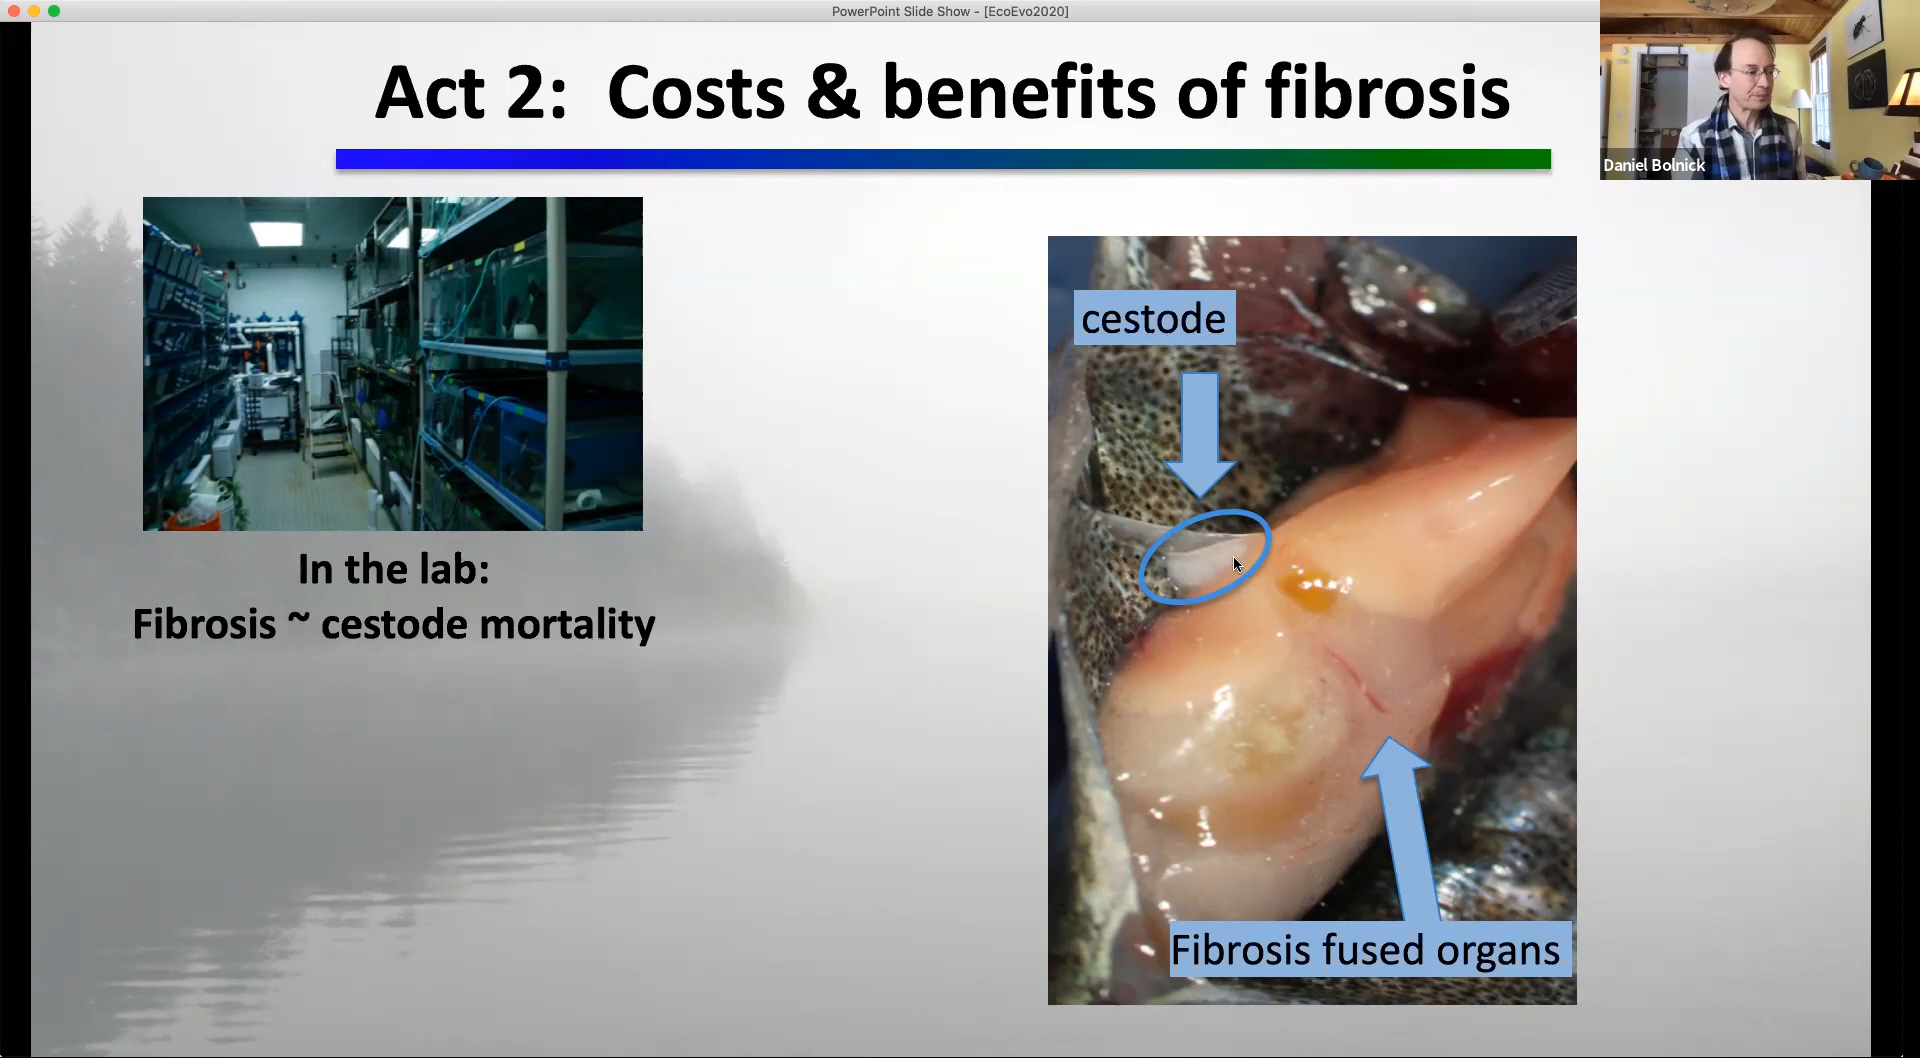 PowerPoint Slide Show - [EcoEvo2020]
Act 2:  Costs & benefits of fibrosis
Daniel Bolnick
cestode
In the lab:
Fibrosis ~ cestode mortality
Fibrosis fused organs